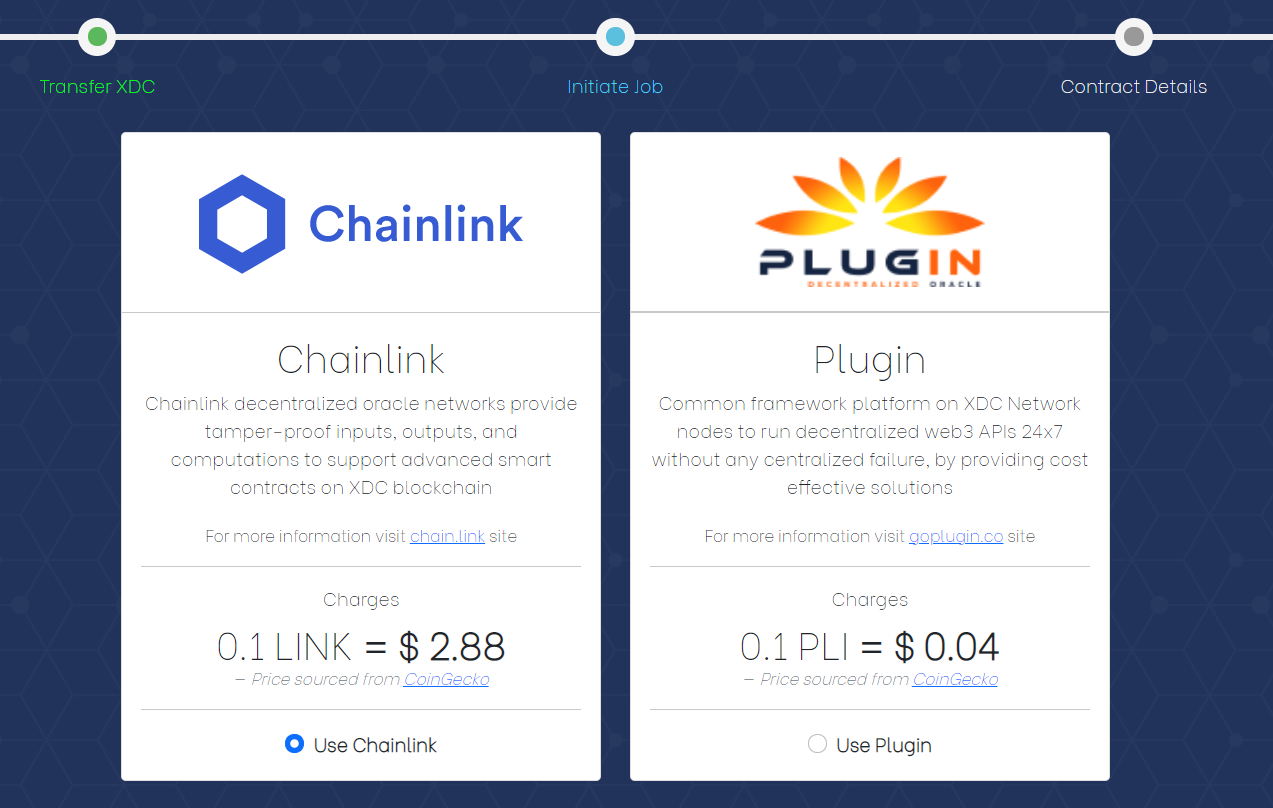 Transfer XDC
Initiate Job
Contract Details
Chainlink
Chainlink
Chainlink decentralized oracle networks provide
tamper-proof inputs, outputs, and
computations to support advanced smart
contracts on XDC blockchain
For more information visit chain.link site
Charges
0.1 LINK = $ 2.88
— Price sourced from CoinGecko
Use Chainlink
PLUGIN
DECENTRALIZED ORACLE
Plugin
Common framework platform on XDC Network
nodes to run decentralized web3 APIs 24x7
without any centralized failure, by providing cost
effective solutions
For more information visit goplugin.co site
Charges
0.1 PLI = $ 0.04
— Price sourced from CoinGecko
Use Plugin